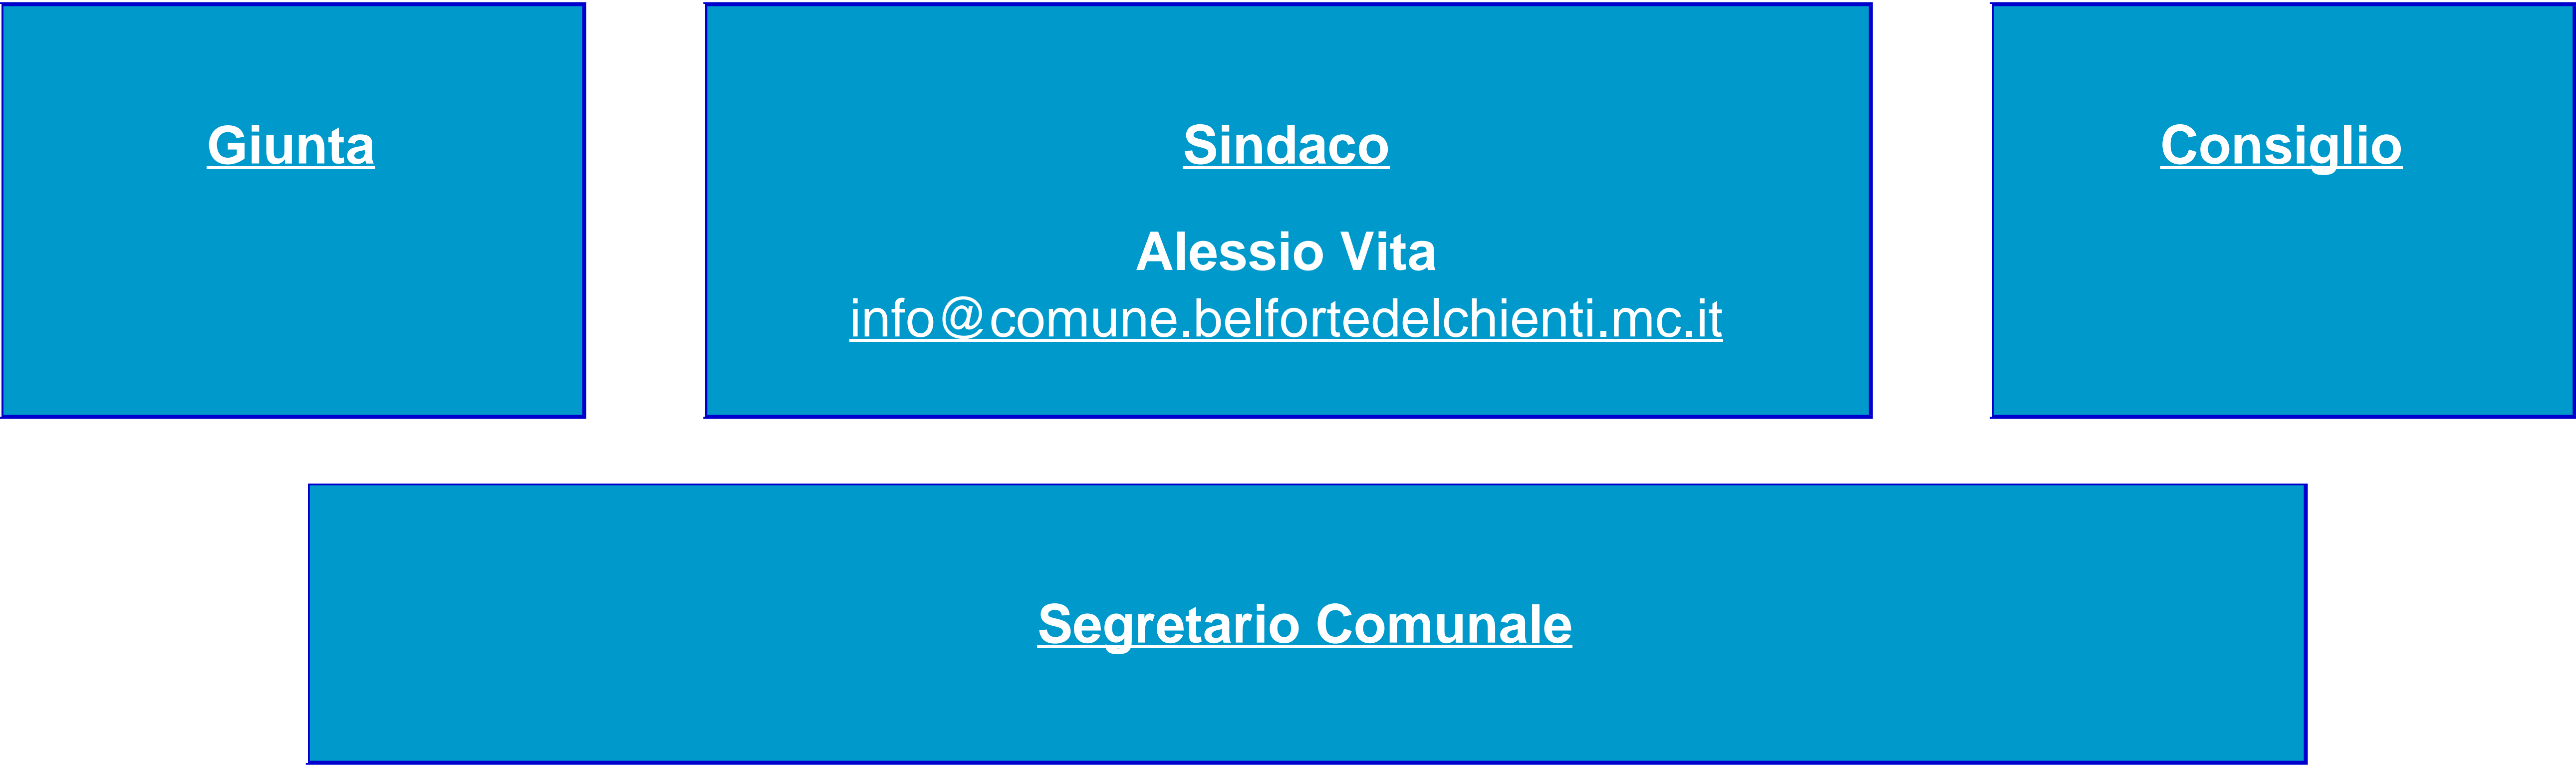 Giunta
Sindaco
Alessio Vita
info@comune.belfortedelchienti.mc.it
Consiglio
Segretario Comunale